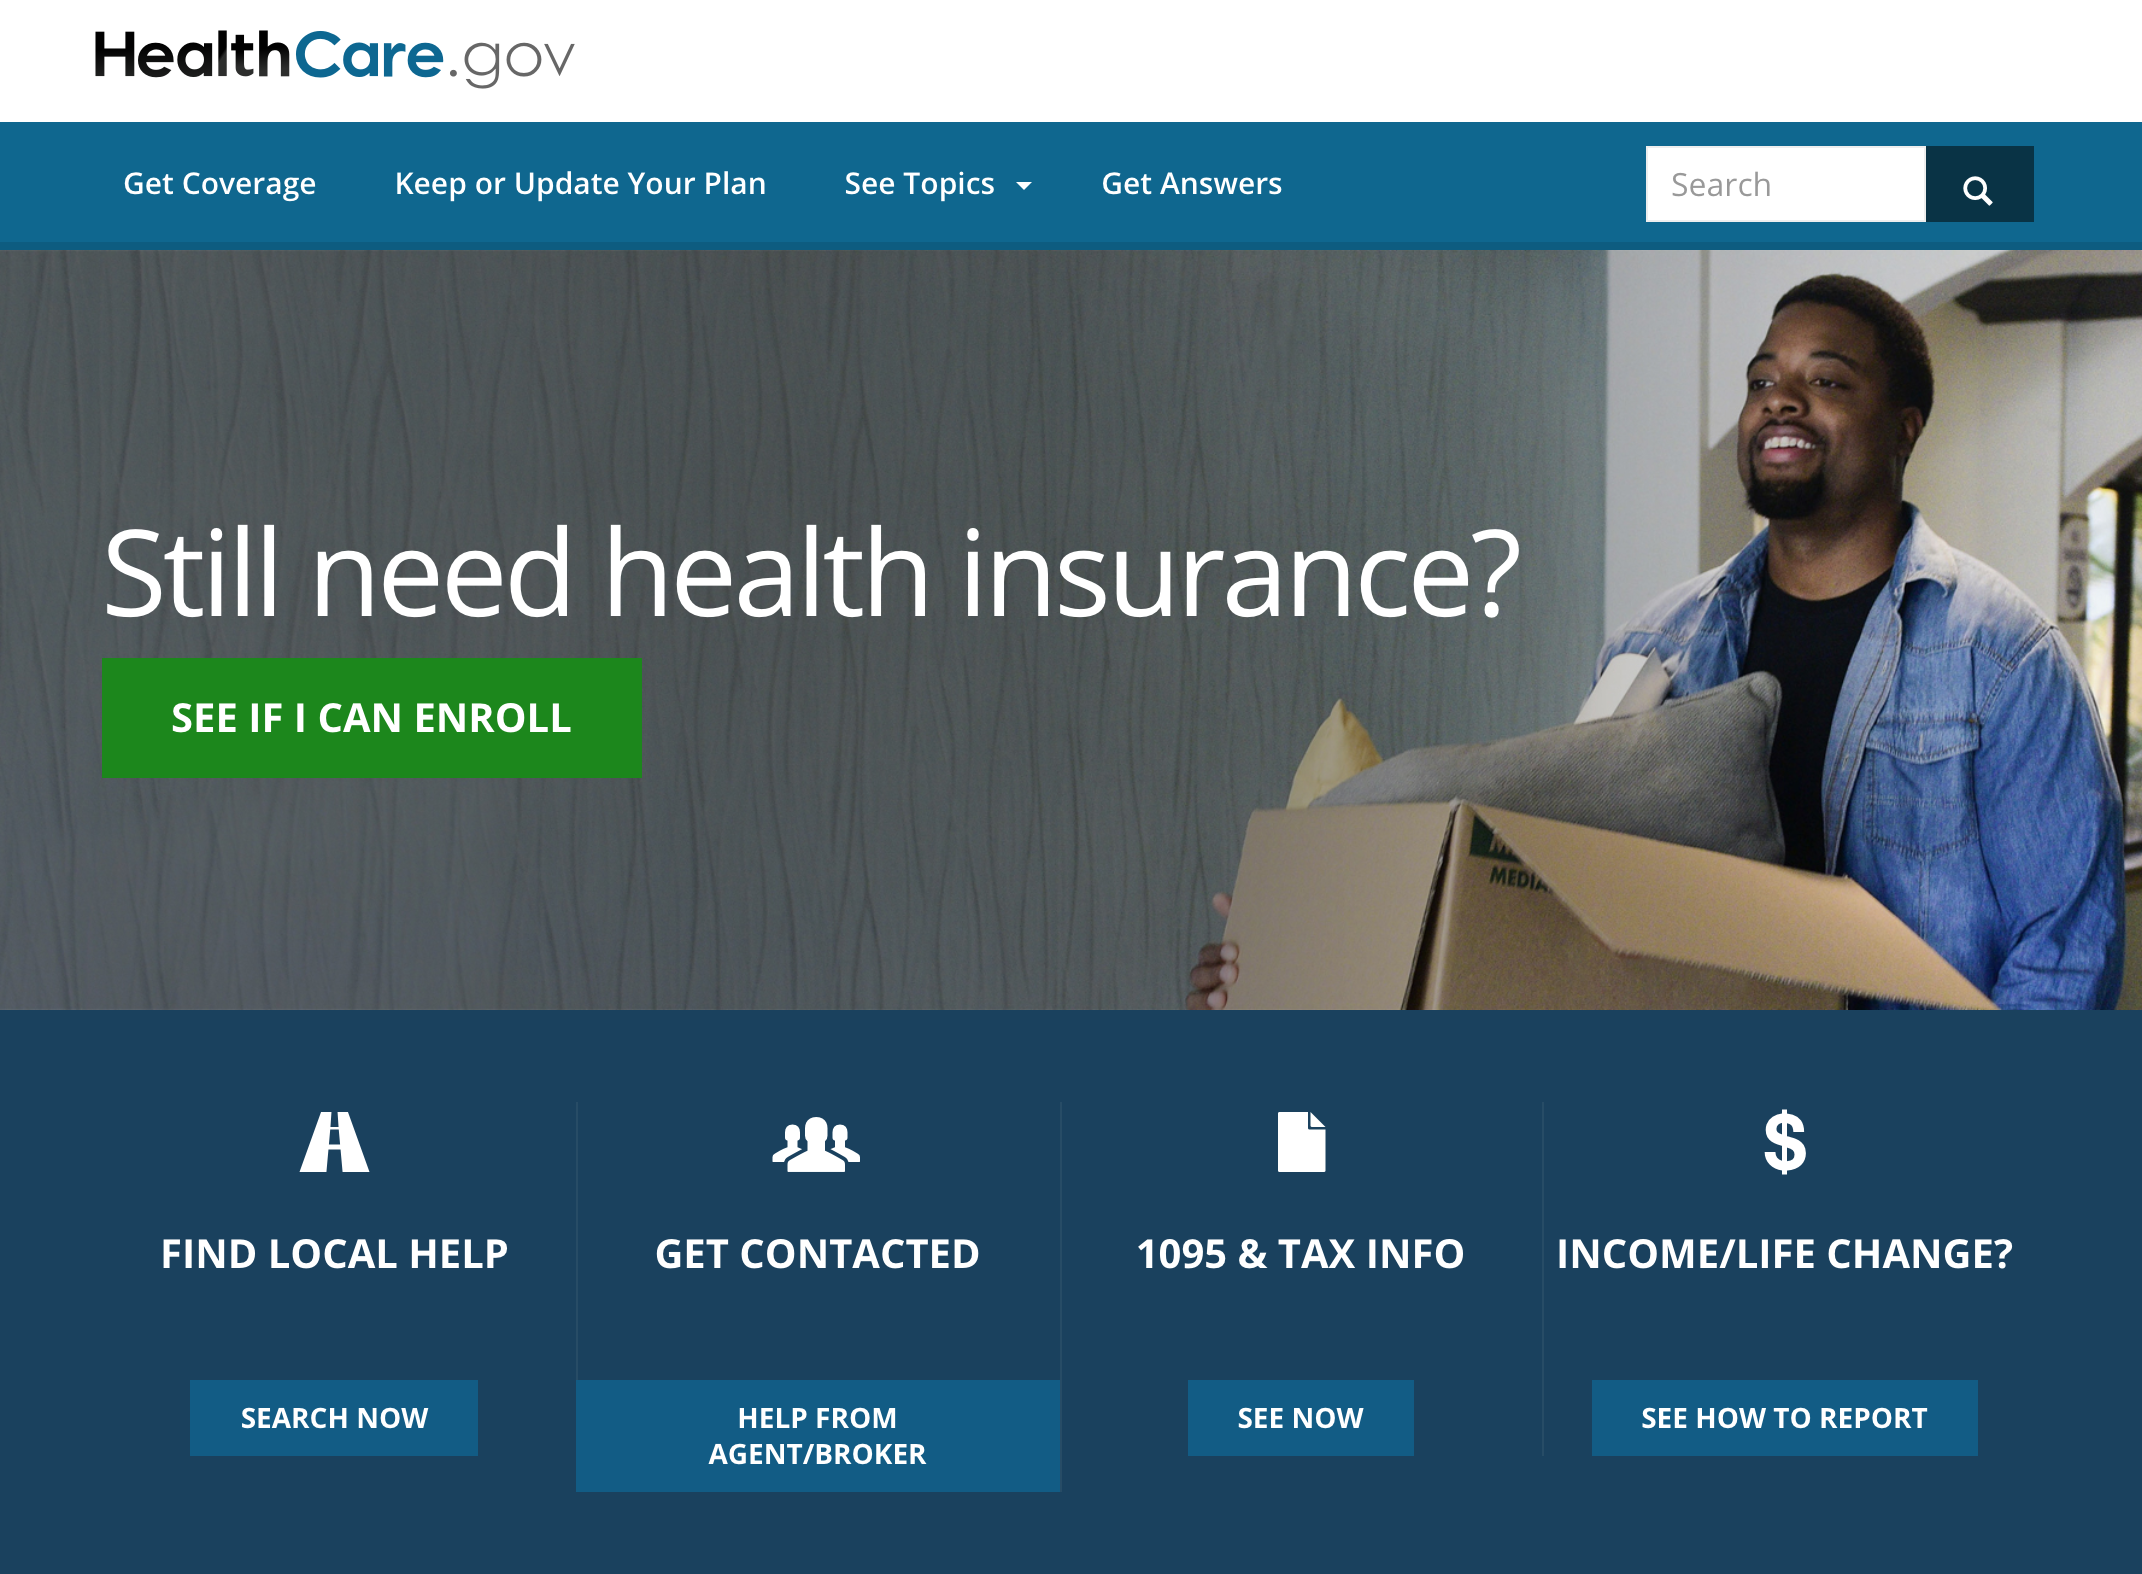 HealthCare.gov
Get Coverage
Keep or Update Your Plan
See Topics
Get Answers
Search
Still need health insurance?
SEE IF I CAN ENROLL
MEDIA
FIND LOCAL HELP
GET CONTACTED
1095 & TAX INFO
INCOME/LIFE CHANGE?
SEARCH NOW
HELP FROM
AGENT/BROKER
SEE NOW
SEE HOW TO REPORT